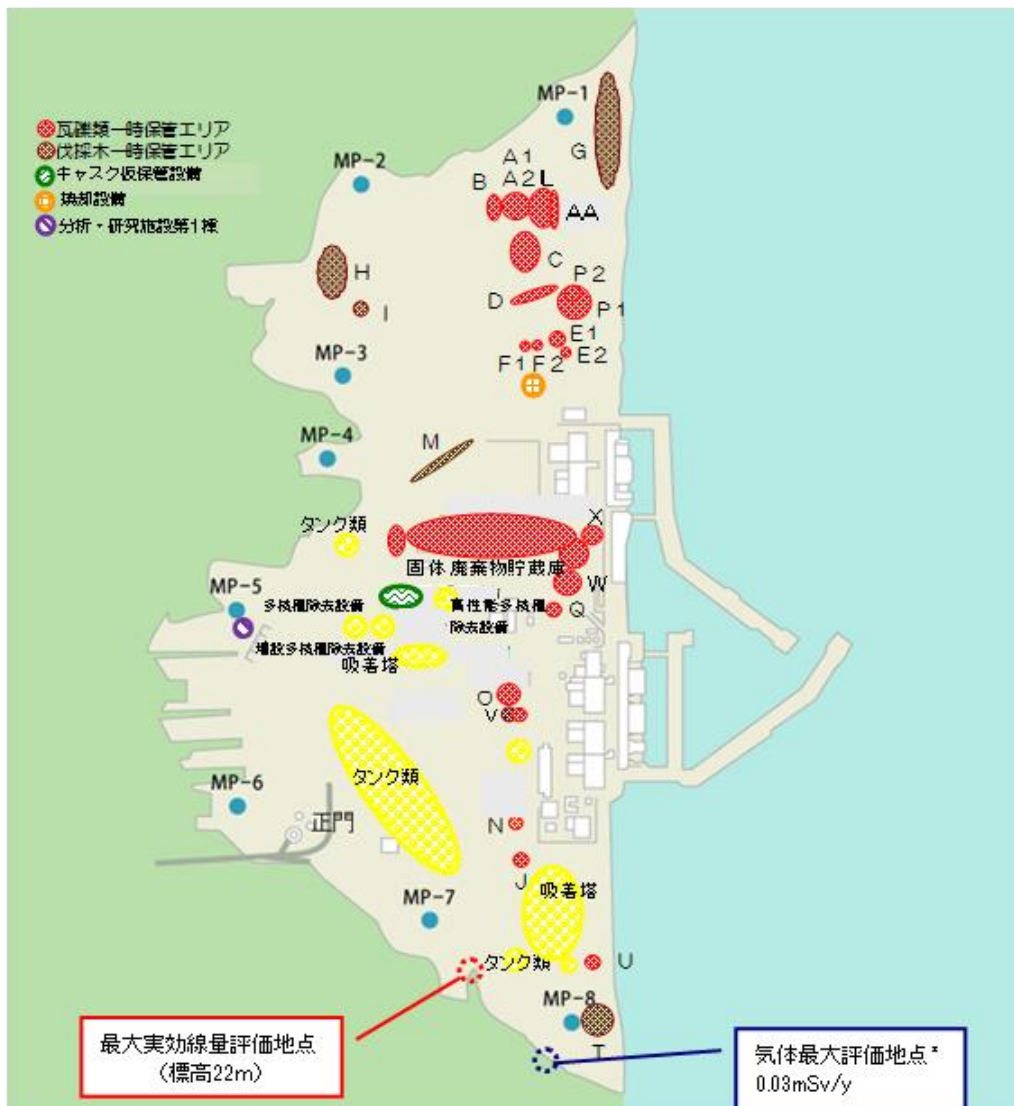 MP-1
瓦礫類一時保管エリア
伐採木一時保管エリア
キャスク仮保管設備
焼却設備
分析・研究施設第1棟
MP-2
G
A1
A2 L
B
AA
C
H
I
P2
D
P1
E1
E2
F1 F2
MP-3
MP-4
M
タンク類
X
固体廃棄物貯蔵庫
W
MP-5
多核種除去設備
高性能多核種
除去設備
Q
増設多核種除去設備
吸着塔
O
V
タンク類
MP-6
正門
N
J
吸着塔
MP-7
タンク類
U
MP-8
T
最大実効線量評価地点
(標高22m)
気体最大評価地点*
0.03mSv/y